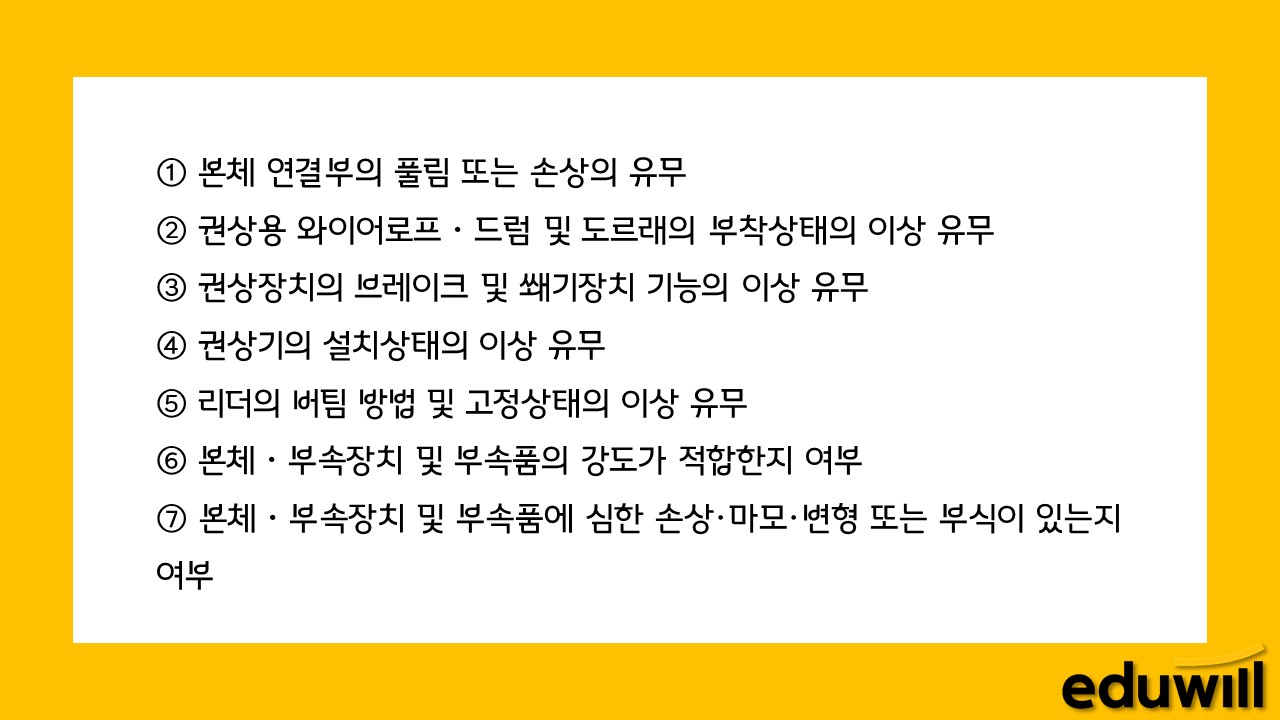 ① 본체 연결부의 풀림 또는 손상의 유무
② 권상용 와이어로프 · 드럼 및 도르래의 부착상태의 이상 유무
③ 권상장치의 브레이크 및 쐐기장치 기능의 이상 유무
④ 권상기의 설치상태의 이상 유무
⑤ 리더의 버팀 방법 및 고정상태의 이상 유무
⑥ 본체 · 부속장치 및 부속품의 강도가 적합한지 여부
⑦ 본체 · 부속장치 및 부속품에 심한 손상·마모·변형 또는 부식이 있는지
여부
eduwill